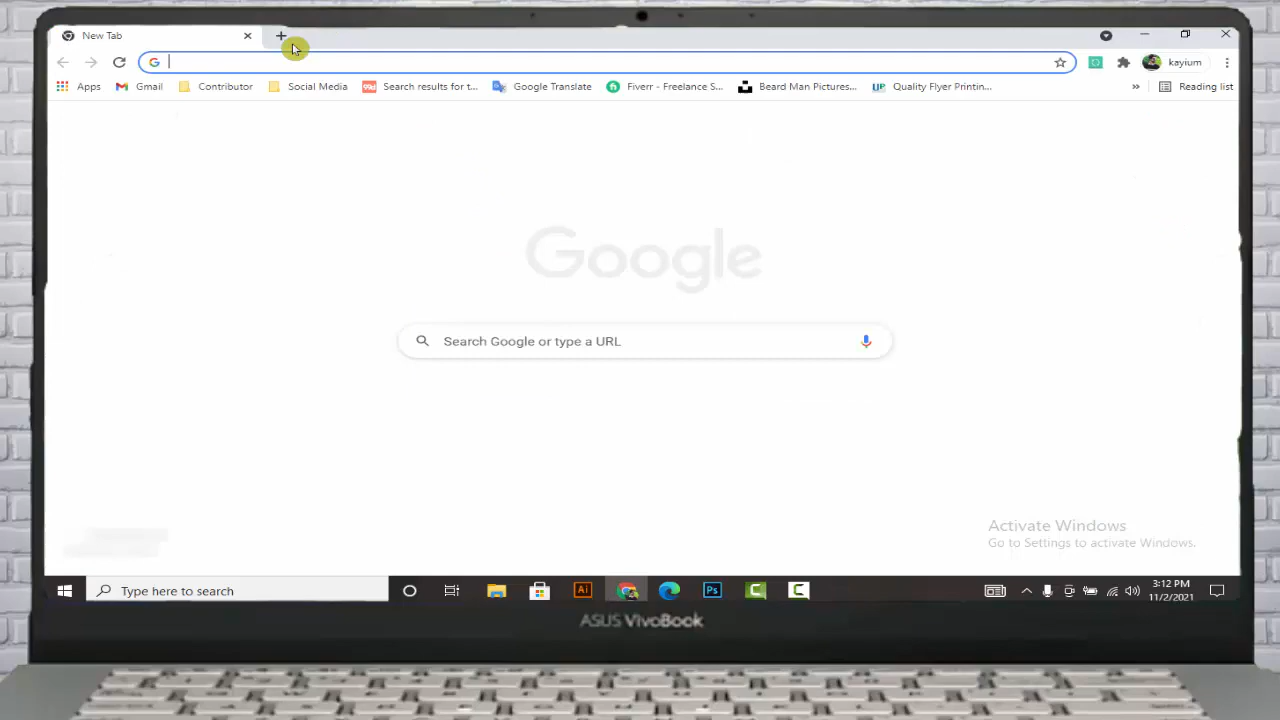 New Tab
kayium
Apps Gmail Contributor Social Media Search results for t... Google Translate Fiverr - Freelance S... Beard Man Pictures... Quality Flyer Printin... » Reading list
Google
Search Google or type a URL
Activate Windows
Go to Settings to activate Windows.
Type here to search
Ai
Ps
3:12 PM
11/2/2021
ASUS VivoBook